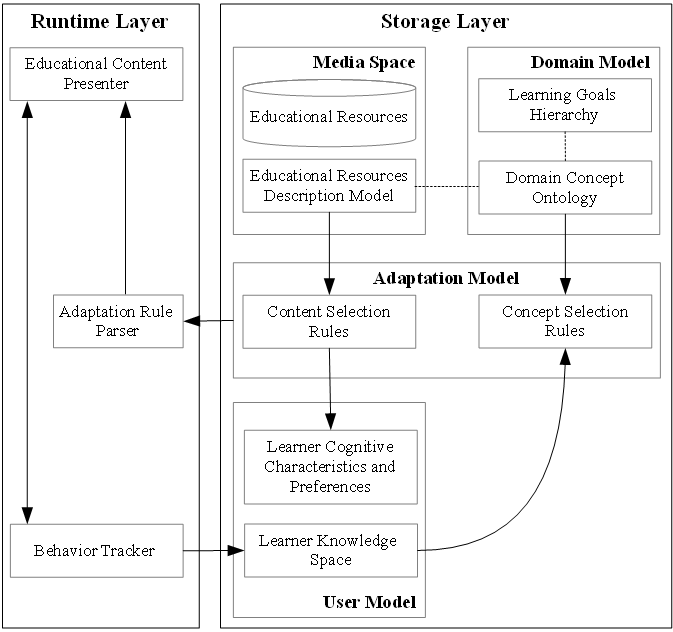 Runtime Layer
Educational Content
Presenter
Adaptation Rule
Parser
Behavior Tracker
Storage Layer
Media Space
Educational Resources
Educational Resources
Description Model
Domain Model
Learning Goals
Hierarchy
Domain Concept
Ontology
Adaptation Model
Content Selection
Rules
Concept Selection
Rules
Learner Cognitive
Characteristics and
Preferences
Learner Knowledge
Space
User Model